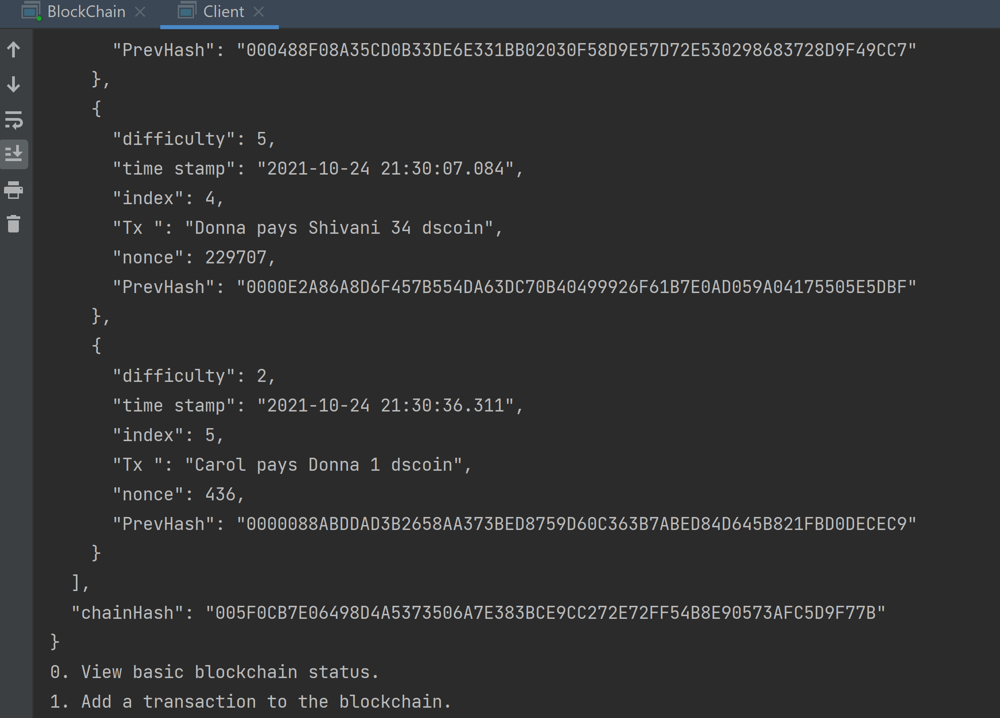 BlockChain Client
"PrevHash": "000488F08A35CD0B33DE6E331BB02030F58D9E57D72E530298683728D9F49CC7"
},
{
"difficulty": 5,
"time stamp": "2021-10-24 21:30:07.084",
"index": 4,
"Tx ": "Donna pays Shivani 34 dscoin",
"nonce": 229707,
"PrevHash": "0000E2A86A8D6F457B554DA63DC70B40499926F61B7E0AD059A04175505E5DBF"
},
{
"difficulty": 2,
"time stamp": "2021-10-24 21:30:36.311",
"index": 5,
"Tx ": "Carol pays Donna 1 dscoin",
"nonce": 436,
"PrevHash": "0000088ABDDAD3B2658AA373BED8759D60C363B7ABED84D645B821FBD0DECEC9"
}
],
"chainHash": "005F0CB7E06498D4A5373506A7E383BCE9CC272E72FF54B8E90573AFC5D9F77B"
}
0. View basic blockchain status.
1. Add a transaction to the blockchain.